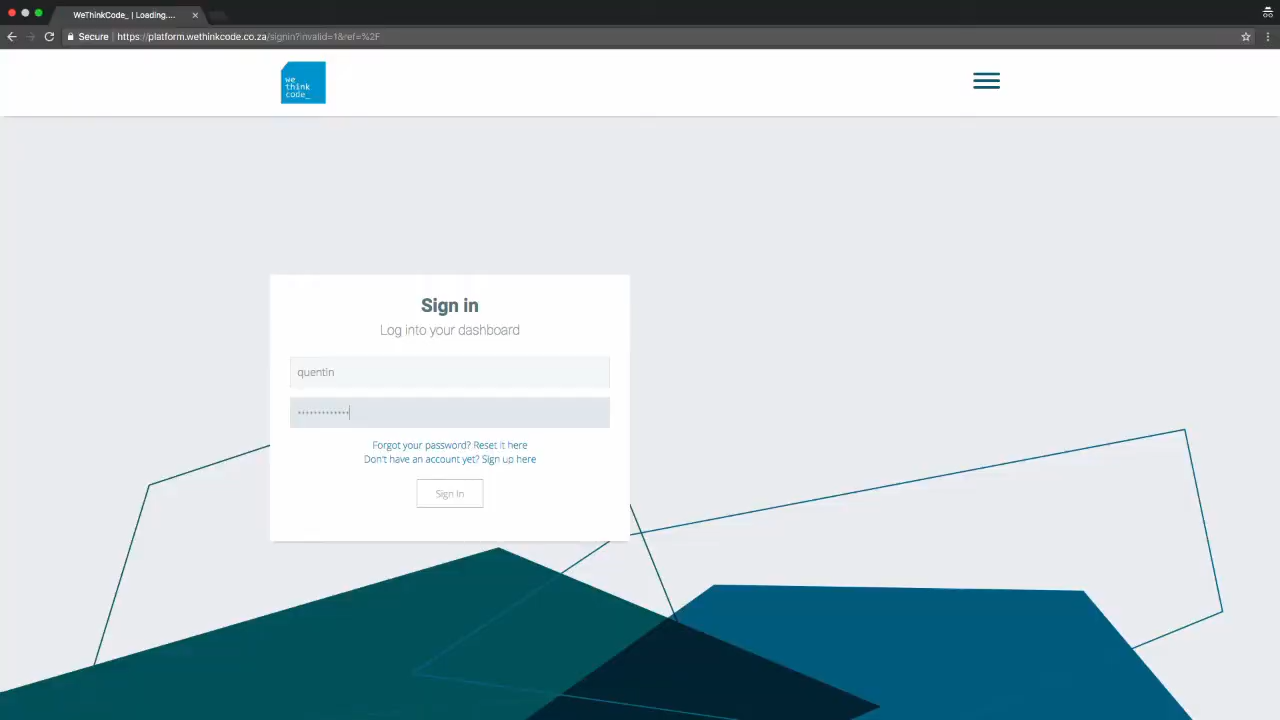 WeThinkCode_ | Loading....
Secure | https://platform.wethinkcode.co.za/signin?invalid=1&ref=%2F
we_
think
code_
Sign in
Log into your dashboard
quentin
Forgot your password? Reset it here
Don't have an account yet? Sign up here
Sign In